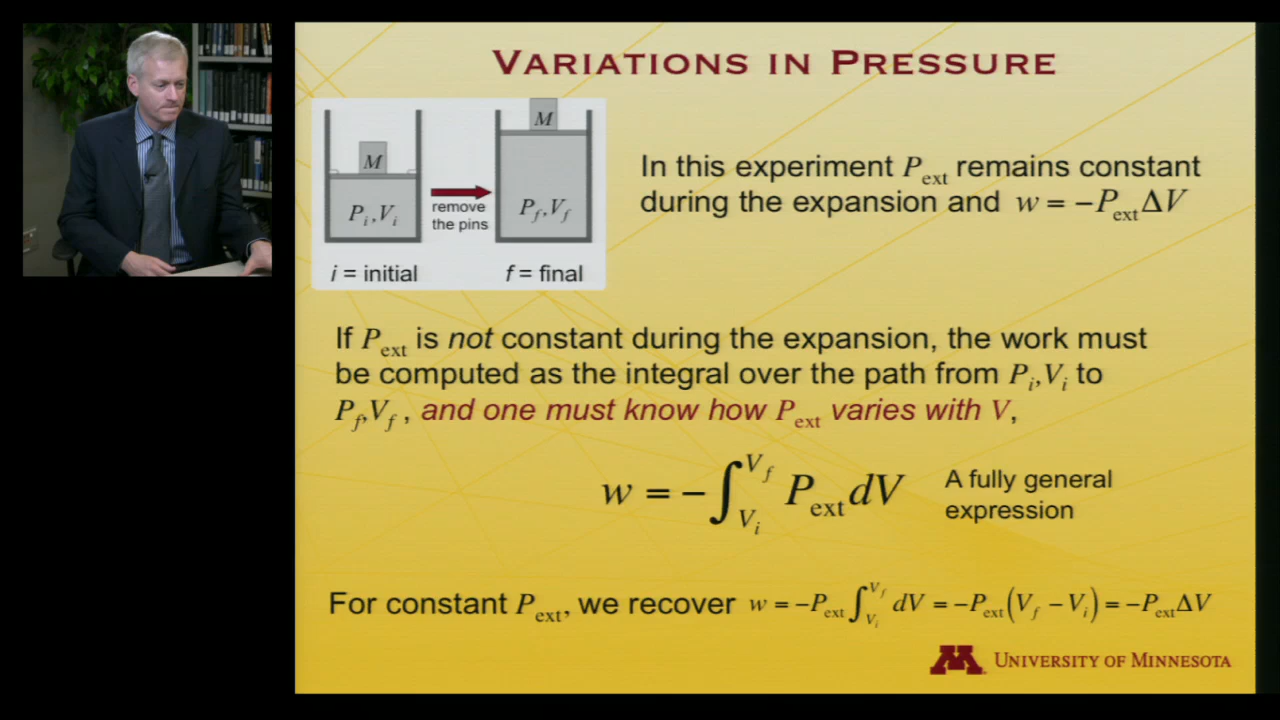 VARIATIONS IN PRESSURE
M
M
P_i, V_i
remove
the pins
P_f, V_f
i = initial
f = final
In this experiment P_ext remains constant
during the expansion and w = −P_ext ΔV
If P_ext is not constant during the expansion, the work must
be computed as the integral over the path from P_i, V_i to
P_f, V_f , and one must know how P_ext varies with V,
w = −∫_{V_i}^{V_f} P_ext dV
A fully general
expression
For constant P_ext, we recover w = −P_ext ∫_{V_i}^{V_f} dV = −P_ext (V_f − V_i) = −P_ext ΔV
M UNIVERSITY OF MINNESOTA